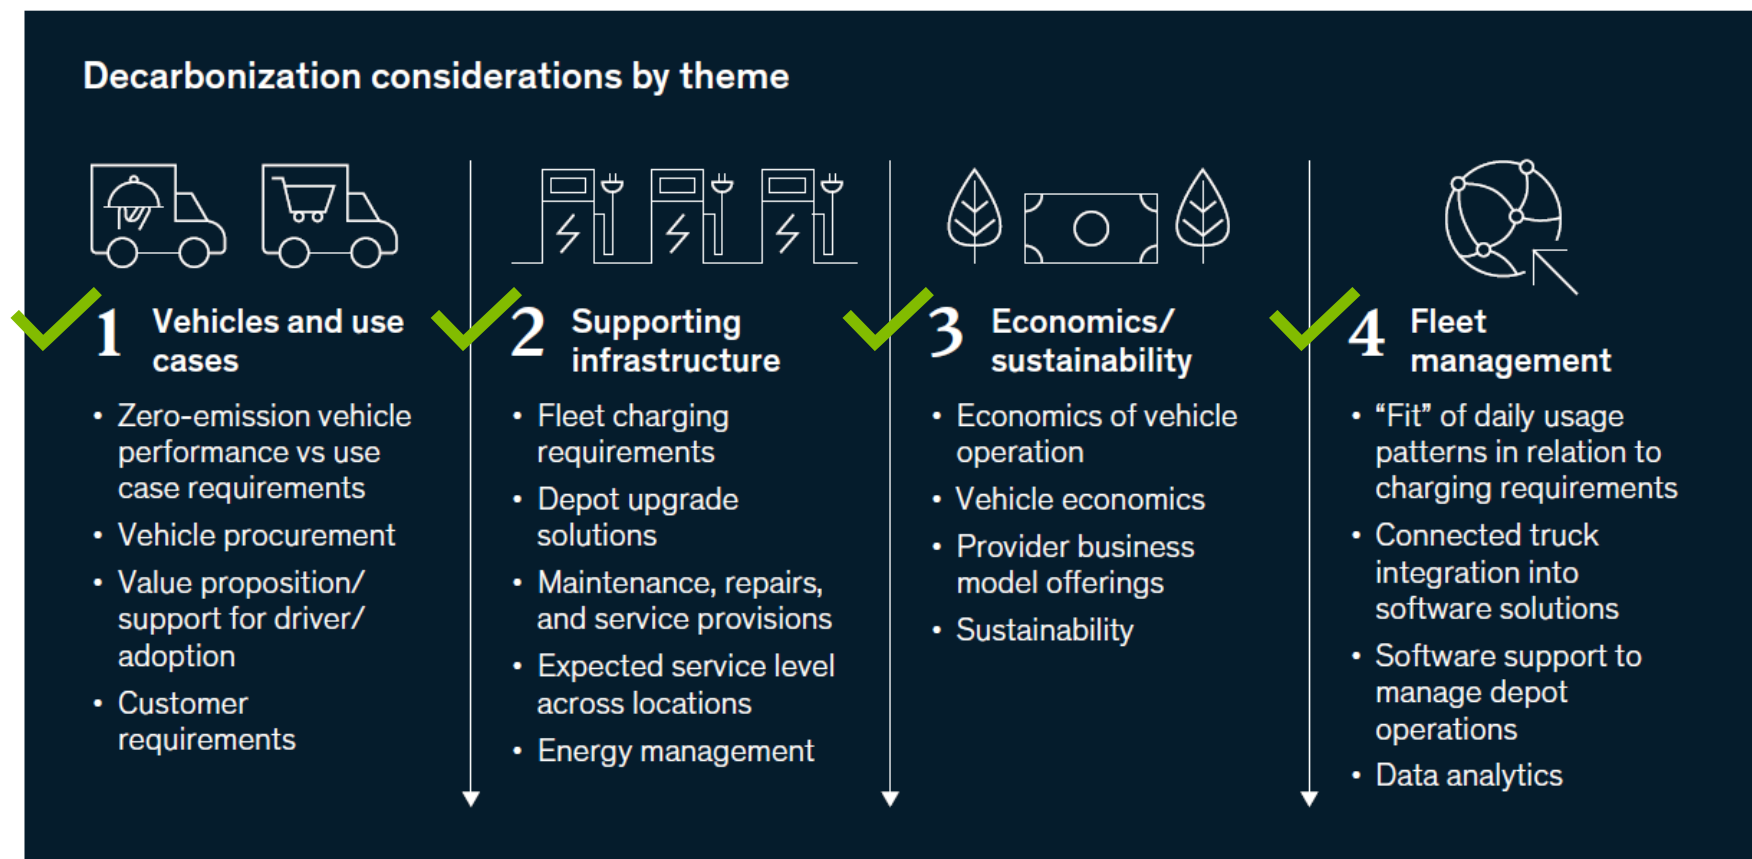 Decarbonization considerations by theme
1 Vehicles and use
cases
• Zero-emission vehicle
performance vs use
case requirements
• Vehicle procurement
• Value proposition/
support for driver/
adoption
• Customer
requirements
2 Supporting
infrastructure
• Fleet charging
requirements
• Depot upgrade
solutions
• Maintenance, repairs,
and service provisions
• Expected service level
across locations
• Energy management
3 Economics/
sustainability
• Economics of vehicle
operation
• Vehicle economics
• Provider business
model offerings
• Sustainability
4 Fleet
management
• “Fit” of daily usage
patterns in relation to
charging requirements
• Connected truck
integration into
software solutions
• Software support to
manage depot
operations
• Data analytics